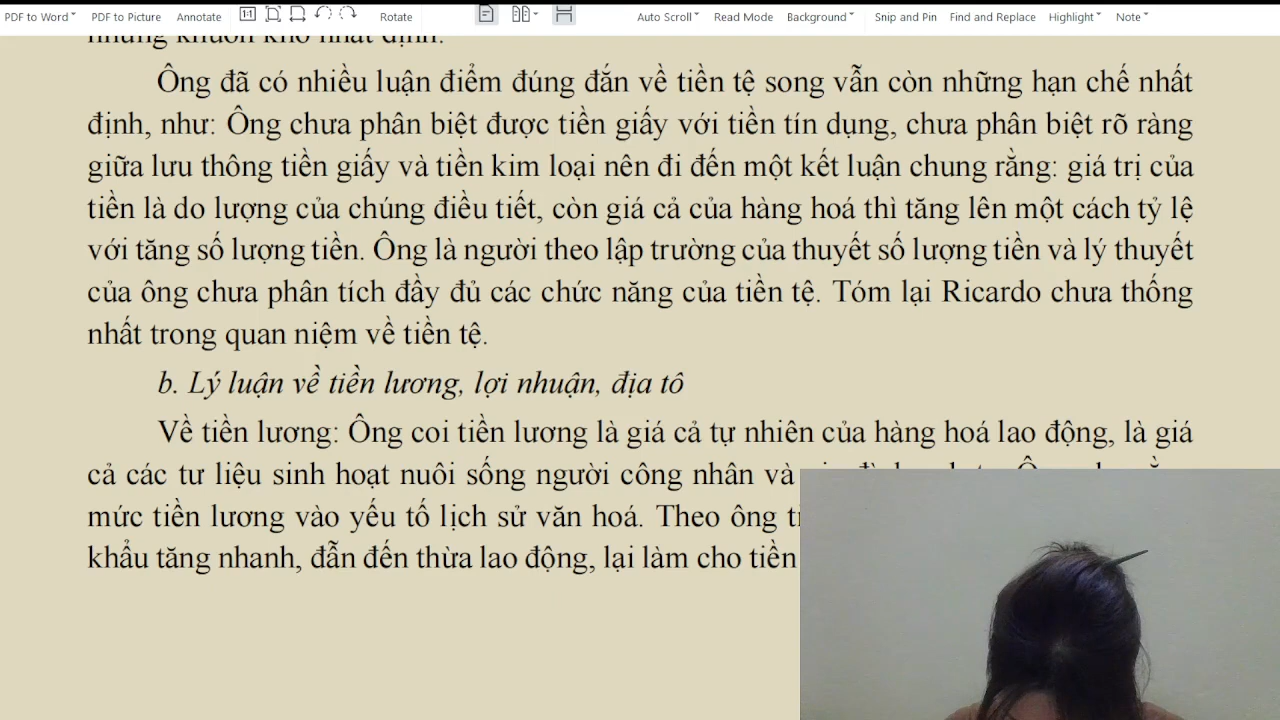 PDF to Word PDF to Picture Annotate 1:1 Rotate Auto Scroll Read Mode Background Snip and Pin Find and Replace Highlight Note
những khuôn khổ nhất định.
Ông đã có nhiều luận điểm đúng đắn về tiền tệ song vẫn còn những hạn chế nhất
định, như: Ông chưa phân biệt được tiền giấy với tiền tín dụng, chưa phân biệt rõ ràng
giữa lưu thông tiền giấy và tiền kim loại nên đi đến một kết luận chung rằng: giá trị của
tiền là do lượng của chúng điều tiết, còn giá cả của hàng hoá thì tăng lên một cách tỷ lệ
với tăng số lượng tiền. Ông là người theo lập trường của thuyết số lượng tiền và lý thuyết
của ông chưa phân tích đầy đủ các chức năng của tiền tệ. Tóm lại Ricardo chưa thống
nhất trong quan niệm về tiền tệ.
b. Lý luận về tiền lương, lợi nhuận, địa tô
Về tiền lương: Ông coi tiền lương là giá cả tự nhiên của hàng hoá lao động, là giá
cả các tư liệu sinh hoạt nuôi sống người công nhân và
mức tiền lương vào yếu tố lịch sử văn hoá. Theo ông
khẩu tăng nhanh, đẫn đến thừa lao động, lại làm cho tiền